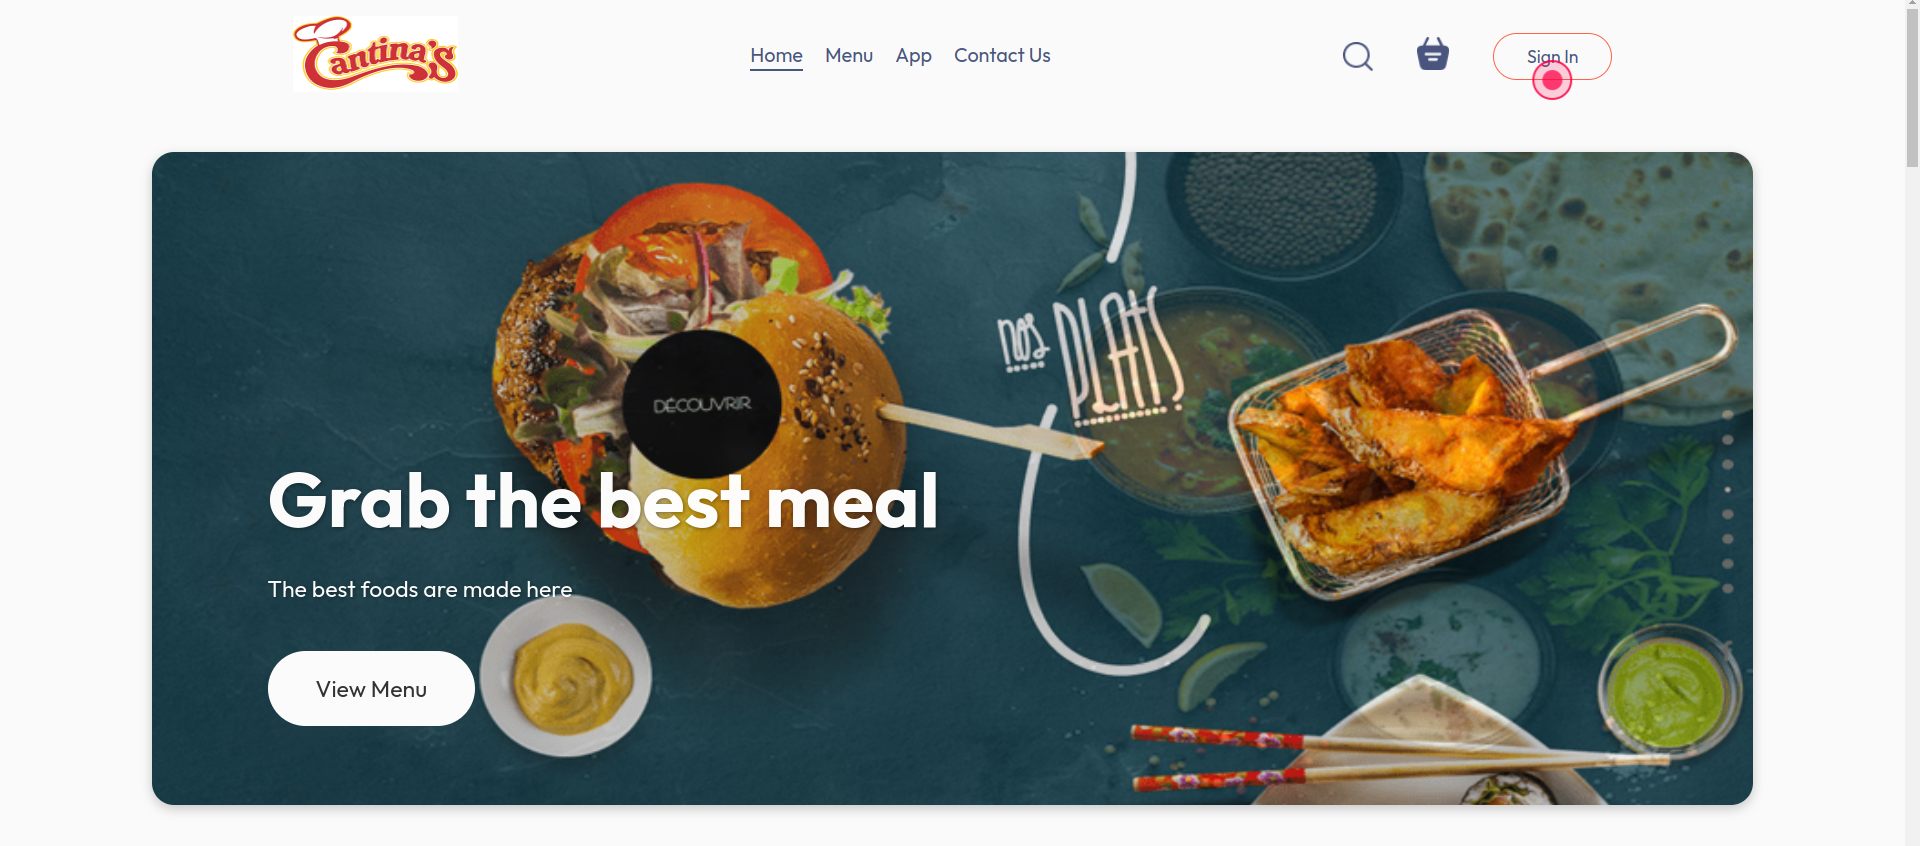 Cantina's
Home Menu App Contact Us
Sign In
nos PLATS
DÉCOUVRIR
Grab the best meal
The best foods are made here
View Menu